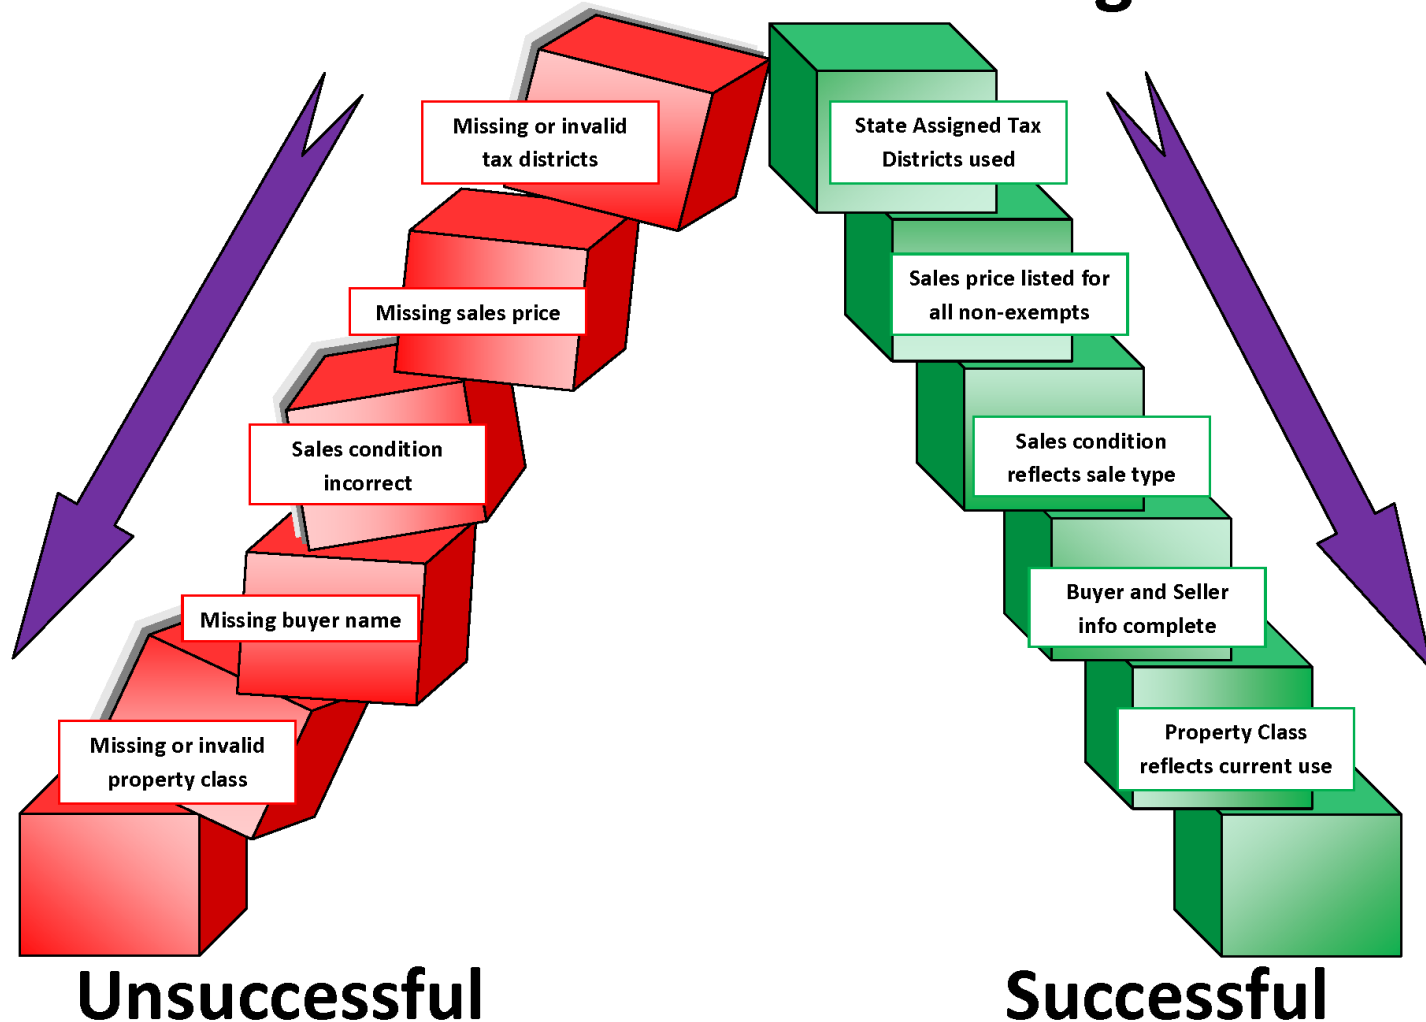 Missing or invalid
tax districts
Missing sales price
Sales condition
incorrect
Missing buyer name
Missing or invalid
property class
Unsuccessful
State Assigned Tax
Districts used
Sales price listed for
all non-exempts
Sales condition
reflects sale type
Buyer and Seller
info complete
Property Class
reflects current use
Successful